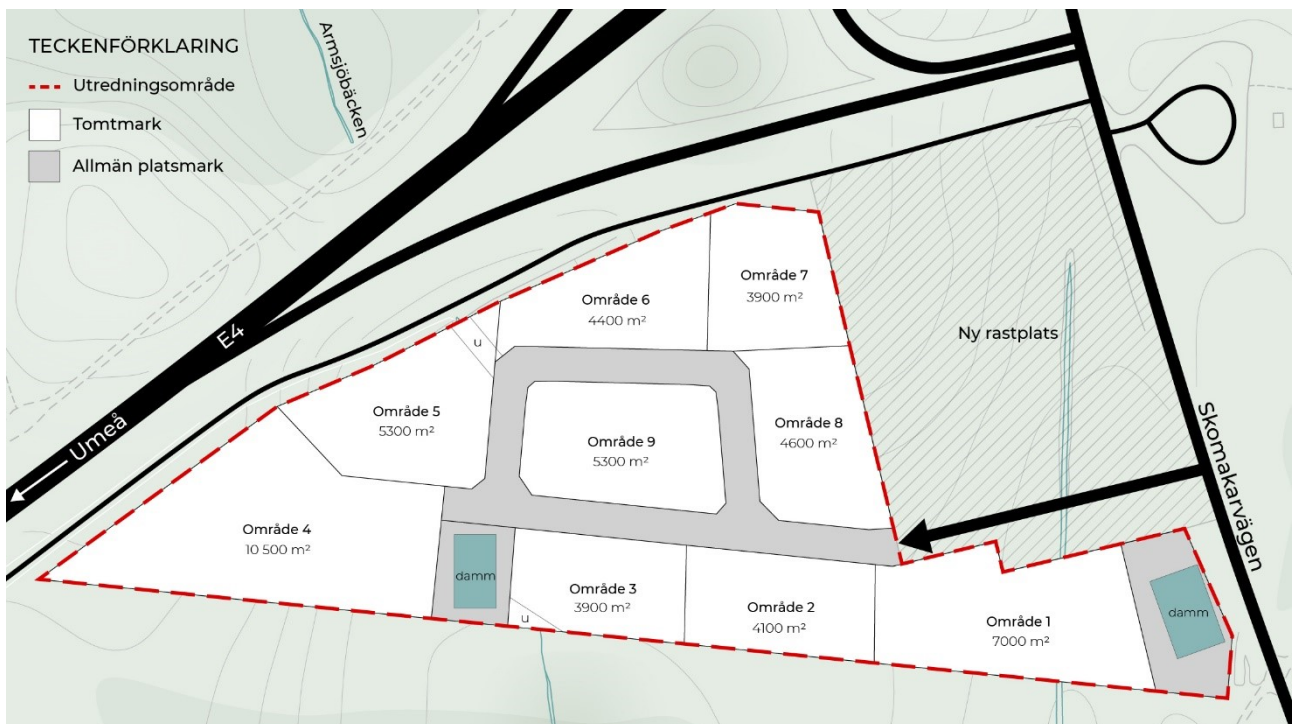 TECKENFÖRKLARING
Utredningsområde
Tomtmark
Allmän platsmark
Armsjöbäcken
E4
Umeå
Område 7
3900 m²
Område 6
4400 m²
u
Ny rastplats
Område 5
5300 m²
Område 9
5300 m²
Område 8
4600 m²
Skomakarvägen
Område 4
10 500 m²
damm
Område 3
3900 m²
u
Område 2
4100 m²
Område 1
7000 m²
damm